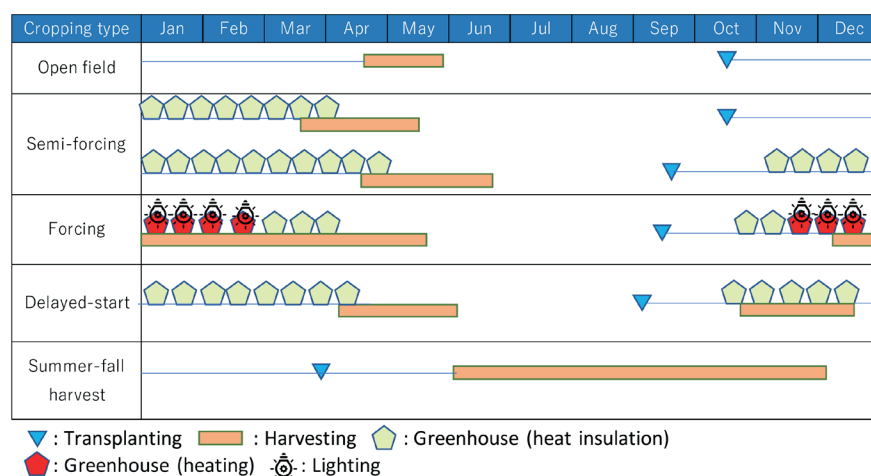 Cropping type Jan Feb Mar Apr May Jun Jul Aug Sep Oct Nov Dec
Open field
Semi-forcing
Forcing
Delayed-start
Summer-fall
harvest
: Transplanting : Harvesting : Greenhouse (heat insulation)
: Greenhouse (heating) : Lighting